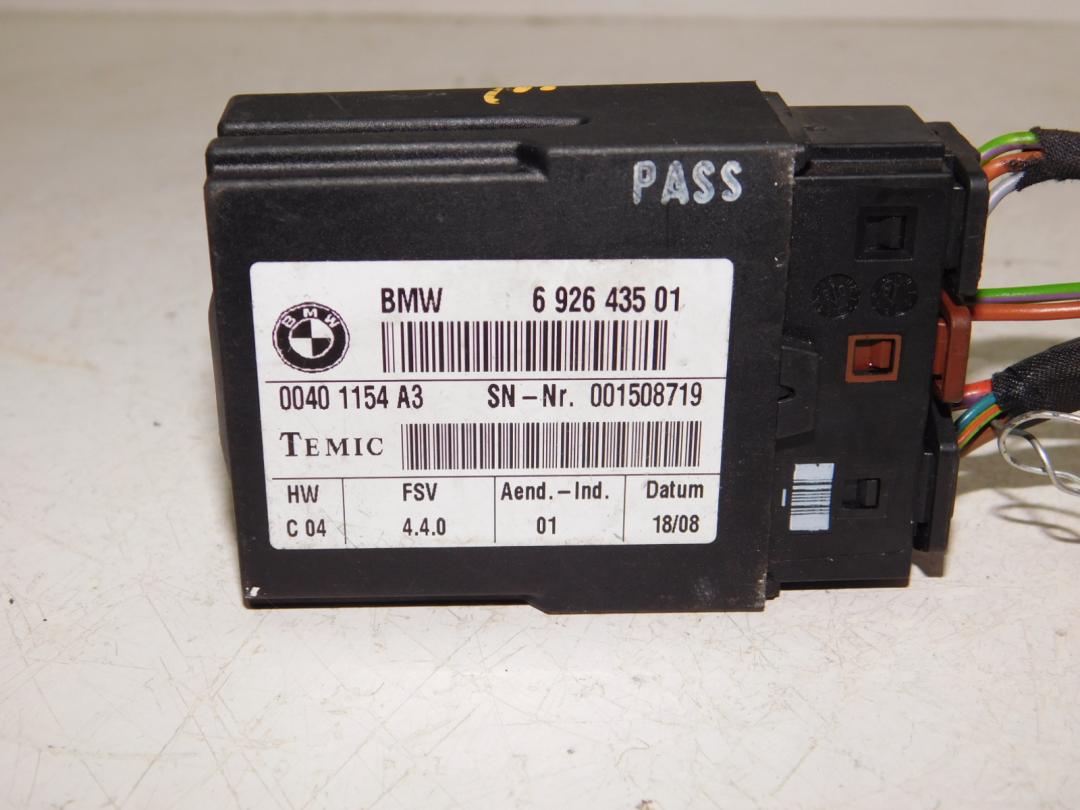 PASS
BMW 6 926 435 01
BMW
0040 1154 A3 SN-Nr. 001508719
TEMIC
HW FSV Aend.-Ind. Datum
C 04 4.4.0 01 18/08